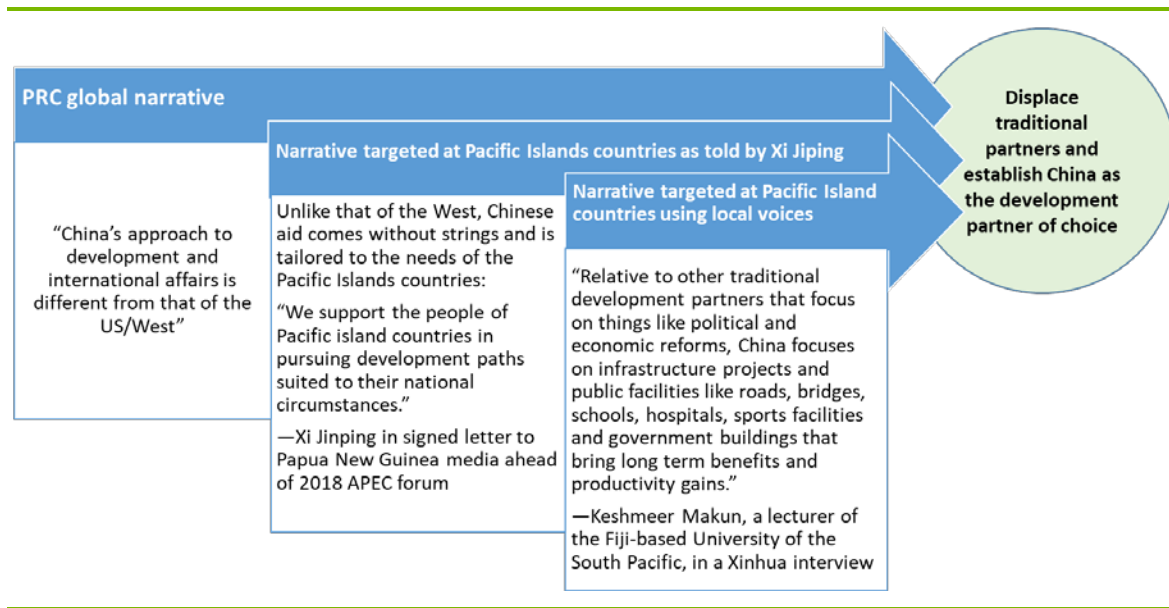 PRC global narrative
“China’s approach to
development and
international affairs is
different from that of the
US/West”
Narrative targeted at Pacific Islands countries as told by Xi Jiping
Unlike that of the West, Chinese
aid comes without strings and is
tailored to the needs of the
Pacific Islands countries:
“We support the people of
Pacific island countries in
pursuing development paths
suited to their national
circumstances.”
—Xi Jinping in signed letter to
Papua New Guinea media ahead
of 2018 APEC forum
Narrative targeted at Pacific Island
countries using local voices
“Relative to other traditional
development partners that focus
on things like political and
economic reforms, China focuses
on infrastructure projects and
public facilities like roads, bridges,
schools, hospitals, sports facilities
and government buildings that
bring long term benefits and
productivity gains.”
—Keshmeer Makun, a lecturer of
the Fiji-based University of the
South Pacific, in a Xinhua interview
Displace
traditional
partners and
establish China as
the development
partner of choice